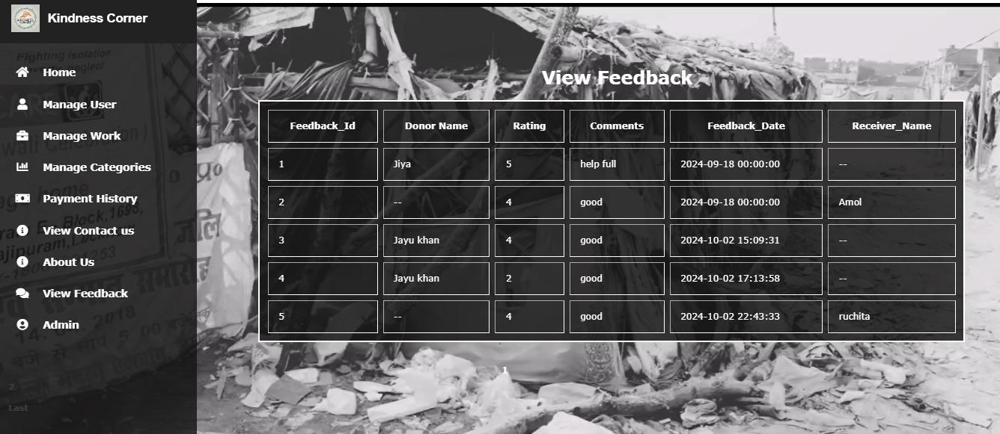 Kindness Corner
Fighting isolation
Home
Manage User
Manage Work
Manage Categories
Payment History
View Contact us
About Us
View Feedback
Admin
2018
2
Last
View Feedback
Feedback_Id Donor Name Rating Comments Feedback_Date Receiver_Name
1 Jiya 5 help full 2024-09-18 00:00:00 --
2 -- 4 good 2024-09-18 00:00:00 Amol
3 Jayu khan 4 good 2024-10-02 15:09:31 --
4 Jayu khan 2 good 2024-10-02 17:13:58 --
5 -- 4 good 2024-10-02 22:43:33 ruchita
1